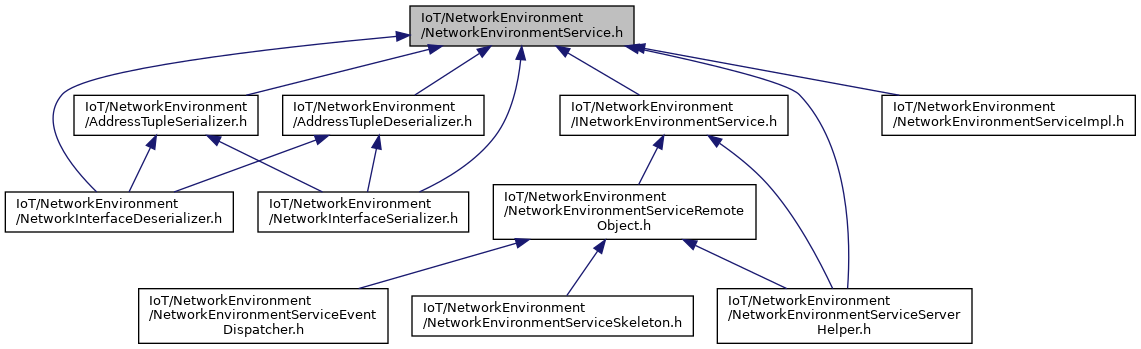 IoT/NetworkEnvironment
/NetworkEnvironmentService.h
IoT/NetworkEnvironment
/AddressTupleSerializer.h
IoT/NetworkEnvironment
/AddressTupleDeserializer.h
IoT/NetworkEnvironment
/INetworkEnvironmentService.h
IoT/NetworkEnvironment
/NetworkEnvironmentServiceImpl.h
IoT/NetworkEnvironment
/NetworkInterfaceDeserializer.h
IoT/NetworkEnvironment
/NetworkInterfaceSerializer.h
IoT/NetworkEnvironment
/NetworkEnvironmentServiceRemote
Object.h
IoT/NetworkEnvironment
/NetworkEnvironmentServiceEvent
Dispatcher.h
IoT/NetworkEnvironment
/NetworkEnvironmentServiceSkeleton.h
IoT/NetworkEnvironment
/NetworkEnvironmentServiceServer
Helper.h